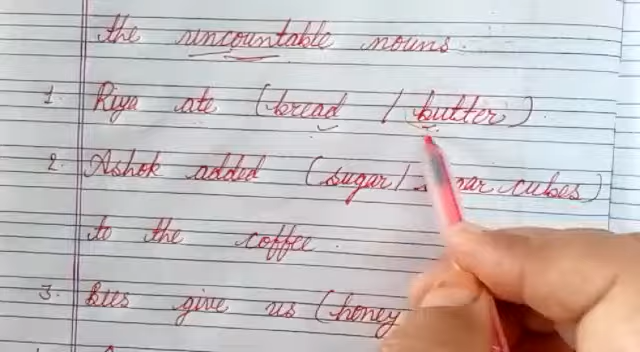 the uncountable nouns.
1. Riya ate (bread / butter).
2. Ashok added (sugar / sugar cubes)
to the coffee.
3. Bees give us (honey